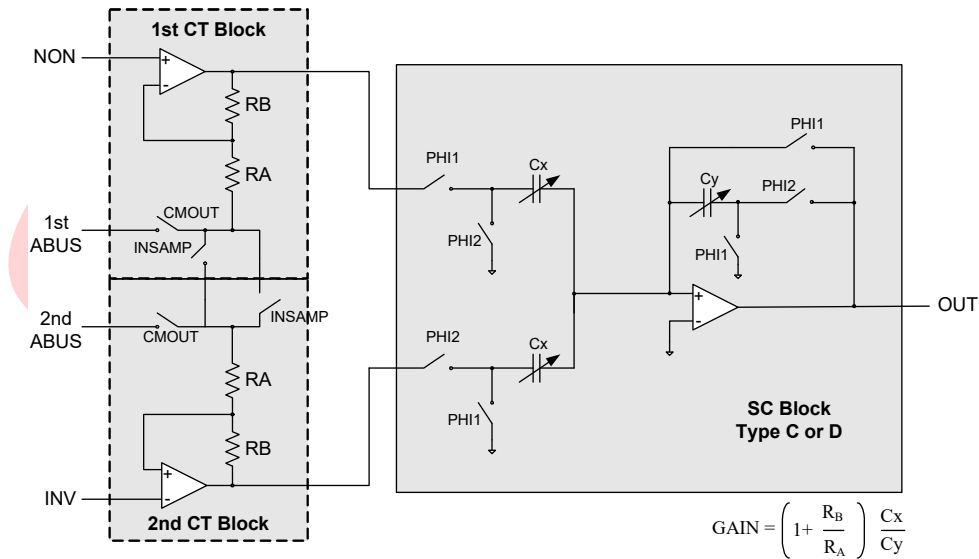 1st CT Block
NON
+
-
RB
RA
CMOUT
1st
ABUS
INSAMP
2nd
ABUS
CMOUT
INSAMP
RA
RB
+
-
INV
2nd CT Block
PHI1
Cx
PHI2
PHI2
Cx
PHI1
PHI1
Cy
PHI2
PHI1
+
-
OUT
SC Block
Type C or D
GAIN = ( 1+ R_B / R_A ) Cx / Cy